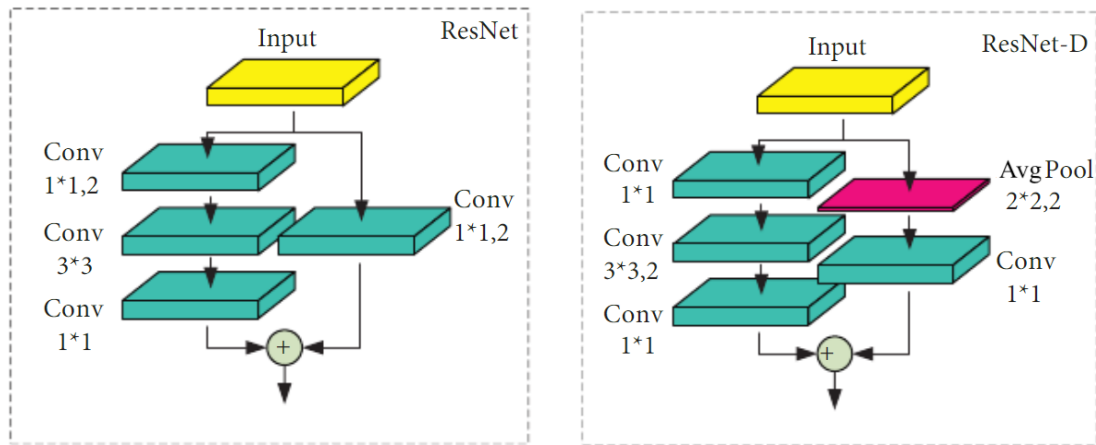 ResNet
Input
Conv
1*1,2
Conv
3*3
Conv
1*1
Conv
1*1,2
+
ResNet-D
Input
Conv
1*1
Conv
3*3,2
Conv
1*1
AvgPool
2*2,2
Conv
1*1
+